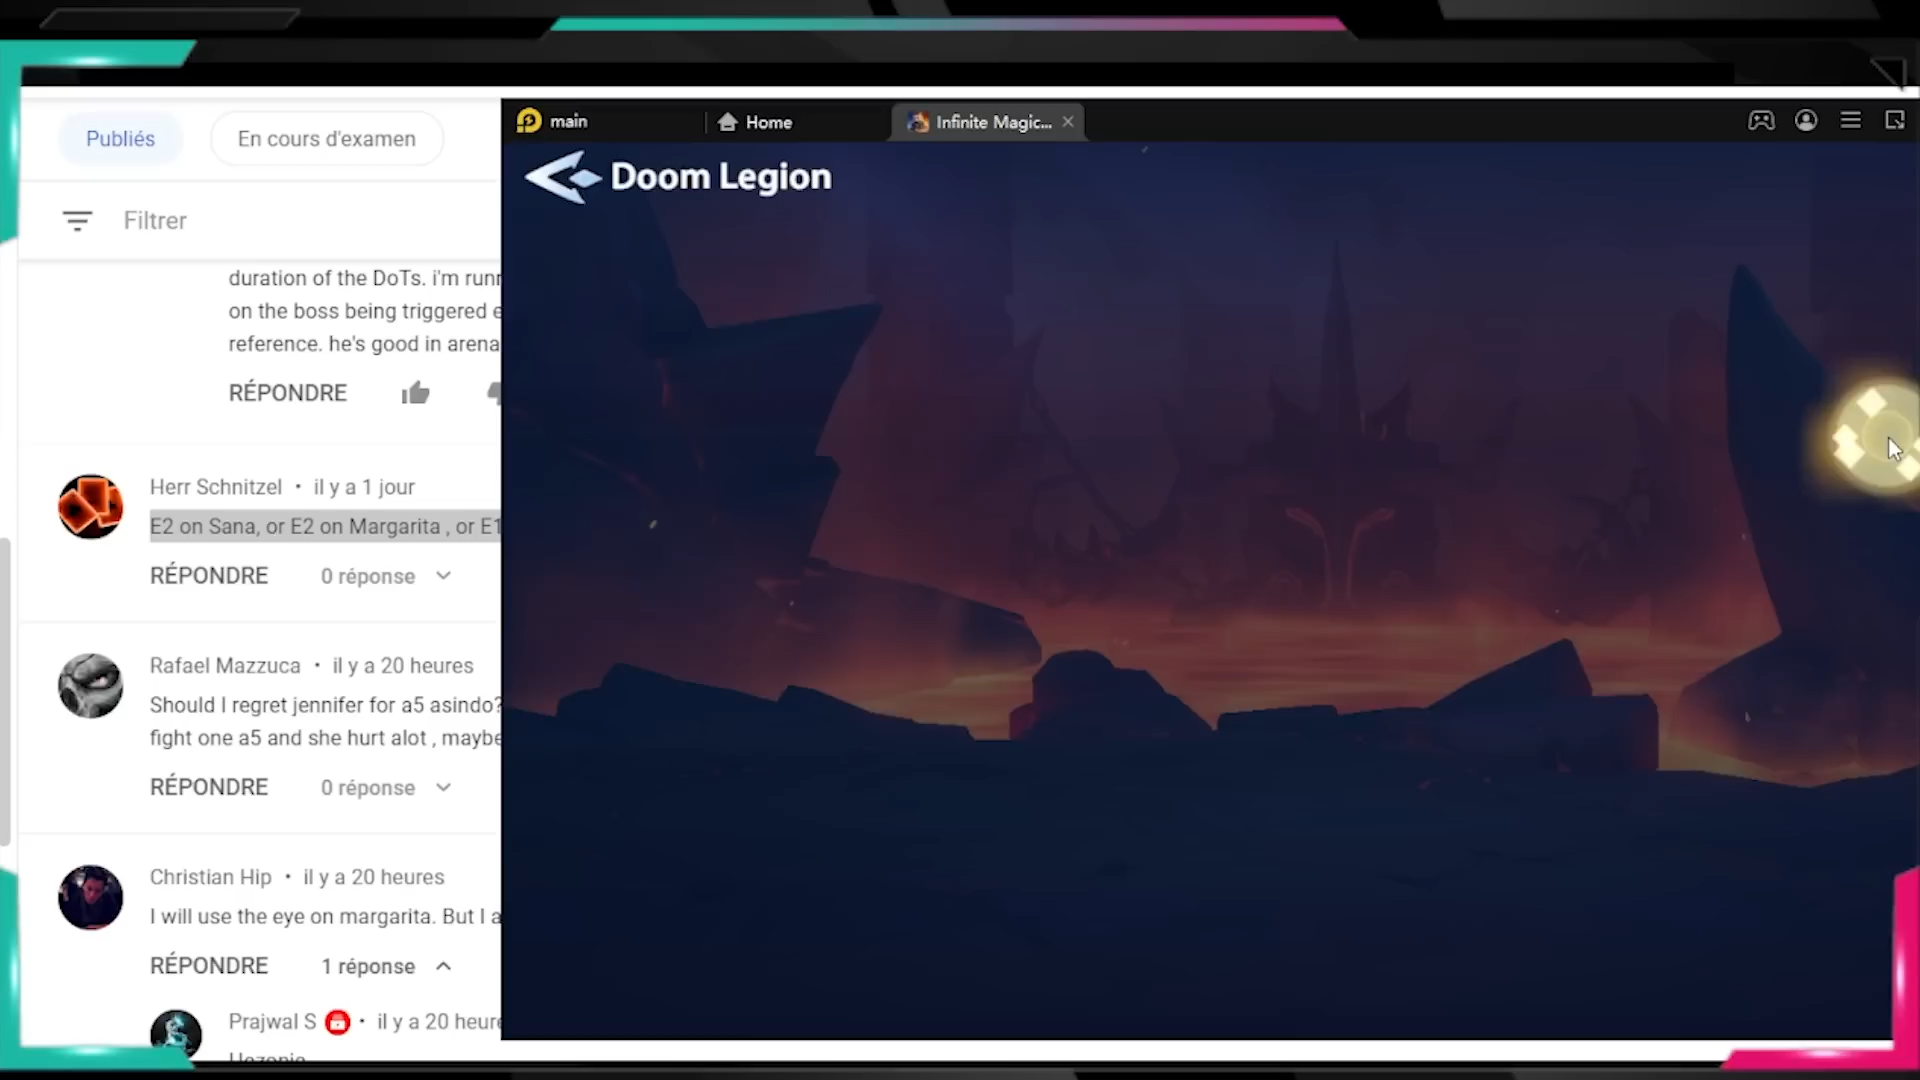 main
Home
Infinite Magic...
Doom Legion
Publiés
En cours d'examen
Filtrer
duration of the DoTs. i'm
on the boss being triggered
reference. he's good in arena
RÉPONDRE
Herr Schnitzel • il y a 1 jour
E2 on Sana, or E2 on Margarita , or E1
RÉPONDRE 0 réponse
Rafael Mazzuca • il y a 20 heures
Should I regret jennifer for a5 asindo?
fight one a5 and she hurt alot , maybe
RÉPONDRE 0 réponse
Christian Hip • il y a 20 heures
I will use the eye on margarita. But I
RÉPONDRE 1 réponse
Prajwal S • il y a 20